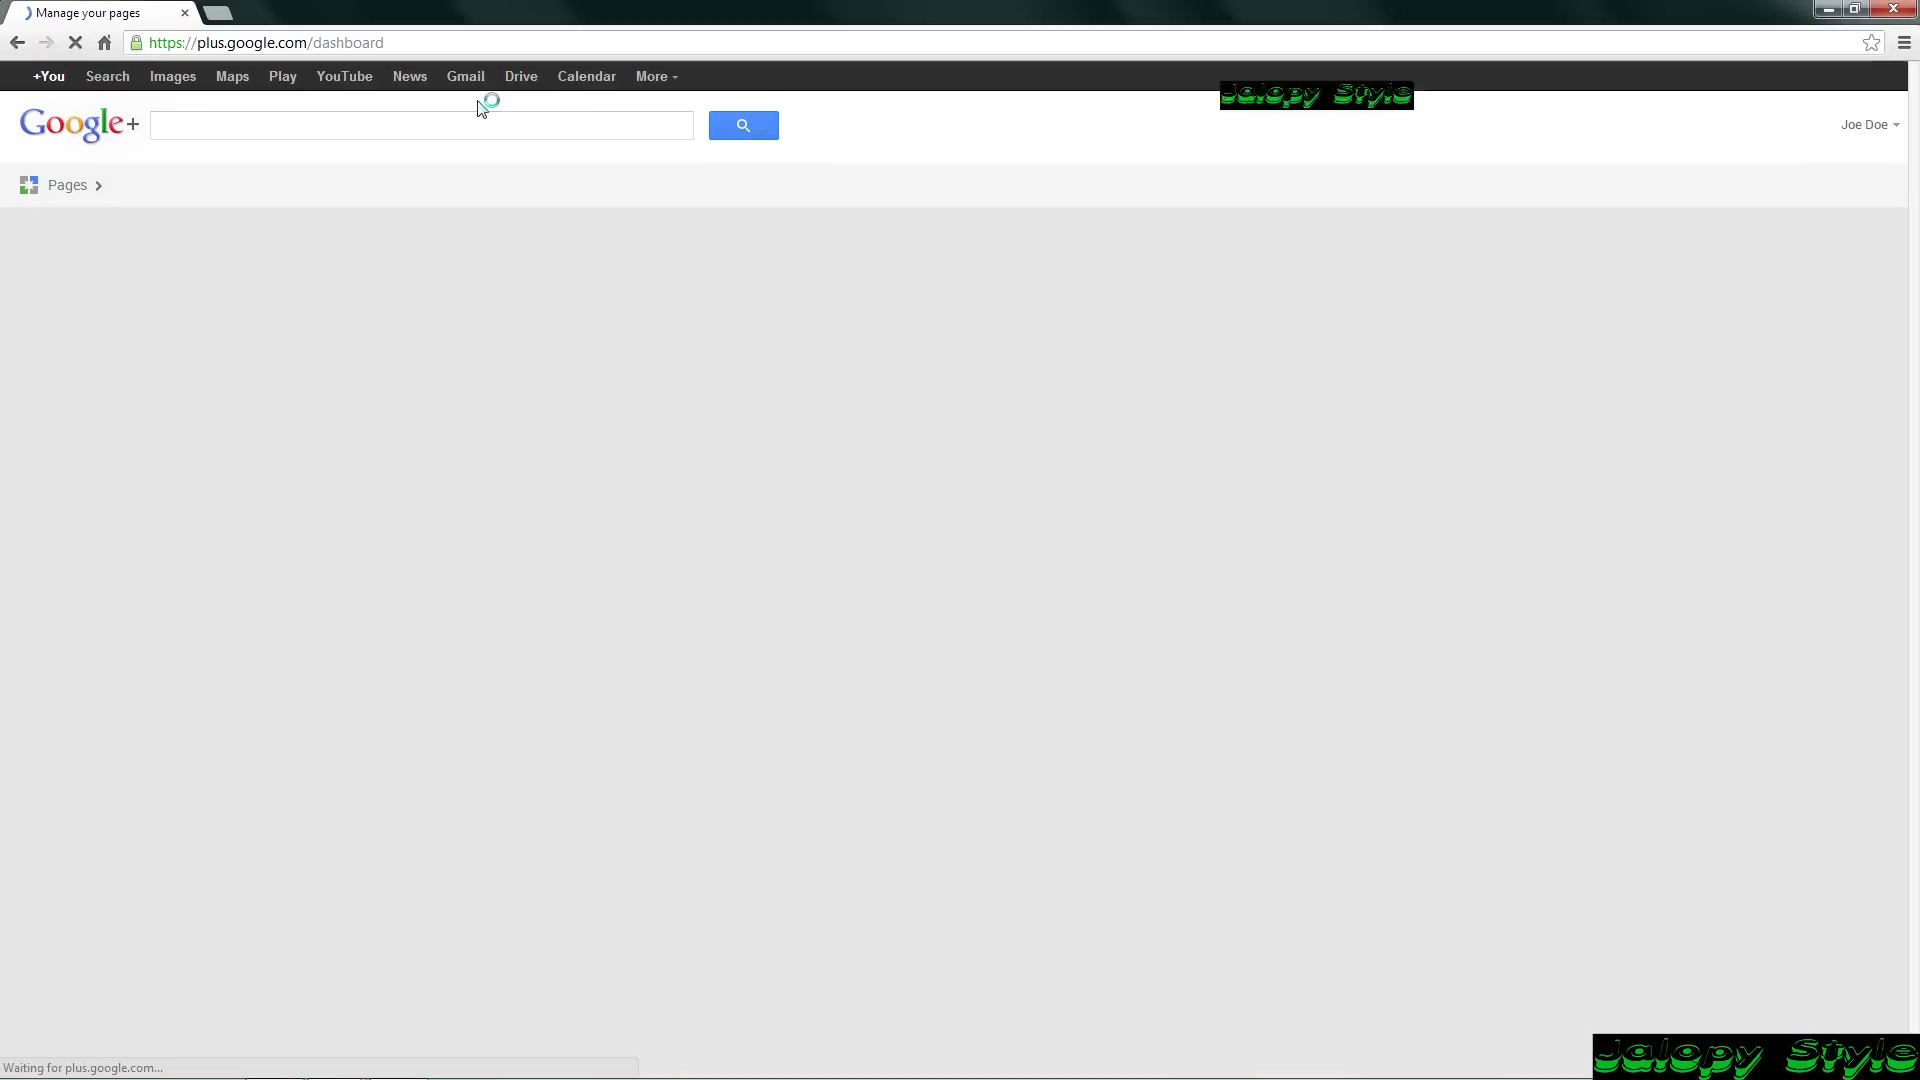 Manage your pages
https://plus.google.com/dashboard
+You Search Images Maps Play YouTube News Gmail Drive Calendar More
Jalopy Style
Google+
Joe Doe
Pages
Waiting for plus.google.com...
Jalopy Style